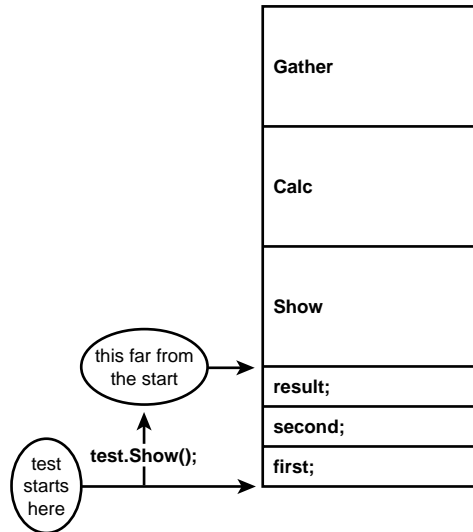 Gather
Calc
Show
this far from
the start
result;
second;
test.Show();
first;
test
starts
here